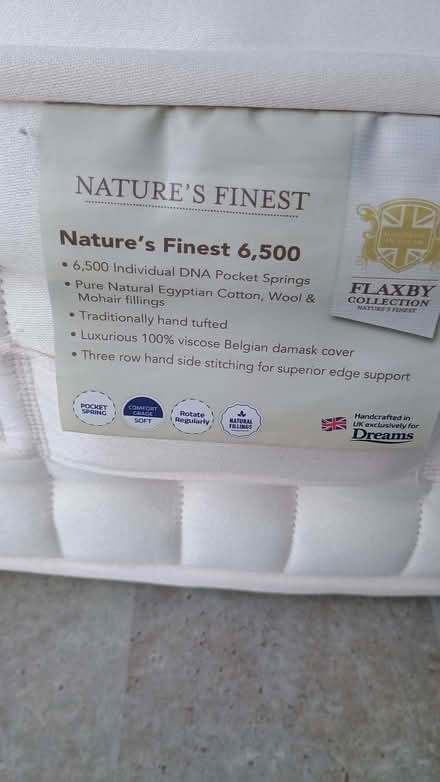 NATURE'S FINEST
Nature's Finest 6,500
• 6,500 Individual DNA Pocket Springs
• Pure Natural Egyptian Cotton, Wool &
Mohair fillings
• Traditionally hand tufted
• Luxurious 100% viscose Belgian damask cover
• Three row hand side stitching for superior edge support
FLAXBY
COLLECTION
NATURE'S FINEST
POCKET
SPRING
COMFORT
GRADE
SOFT
Rotate
Regularly
NATURAL
FILLINGS
Handcrafted in
UK exclusively for
Dreams